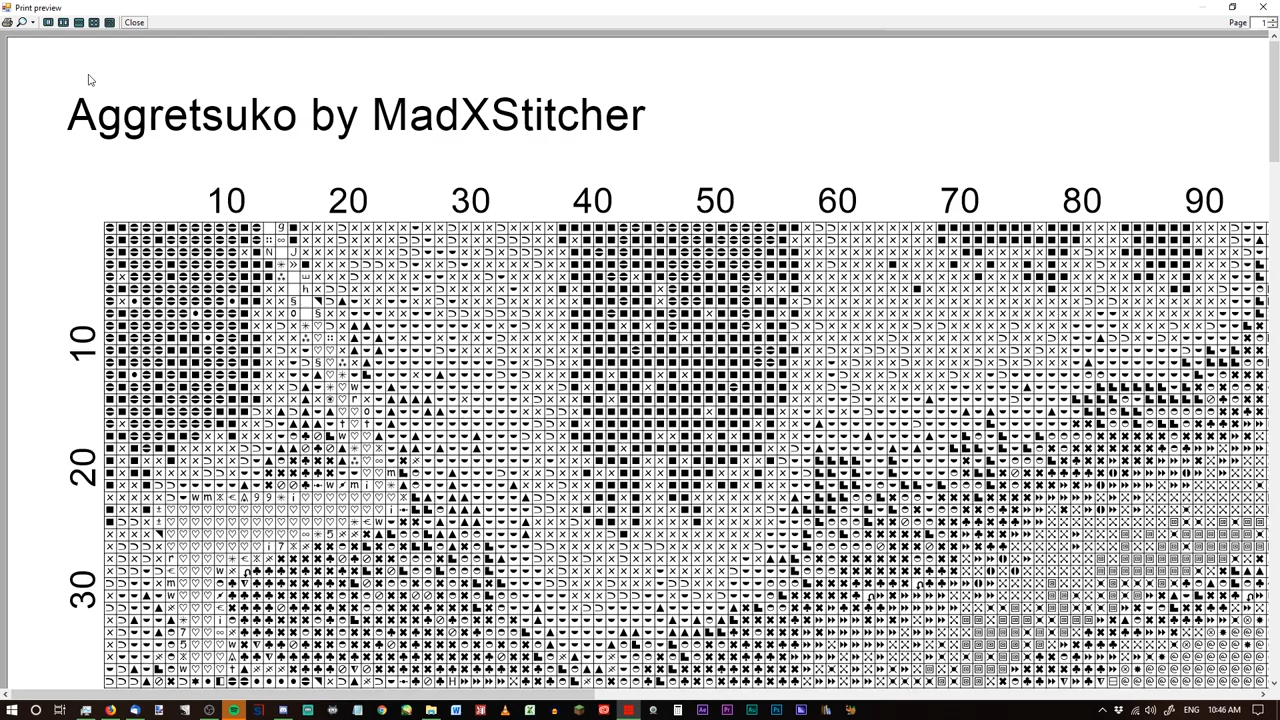 Print preview
Close
Page 1
Aggretsuko by MadXStitcher
10 20 30 40 50 60 70 80 90
10
20
30
10:46 AM